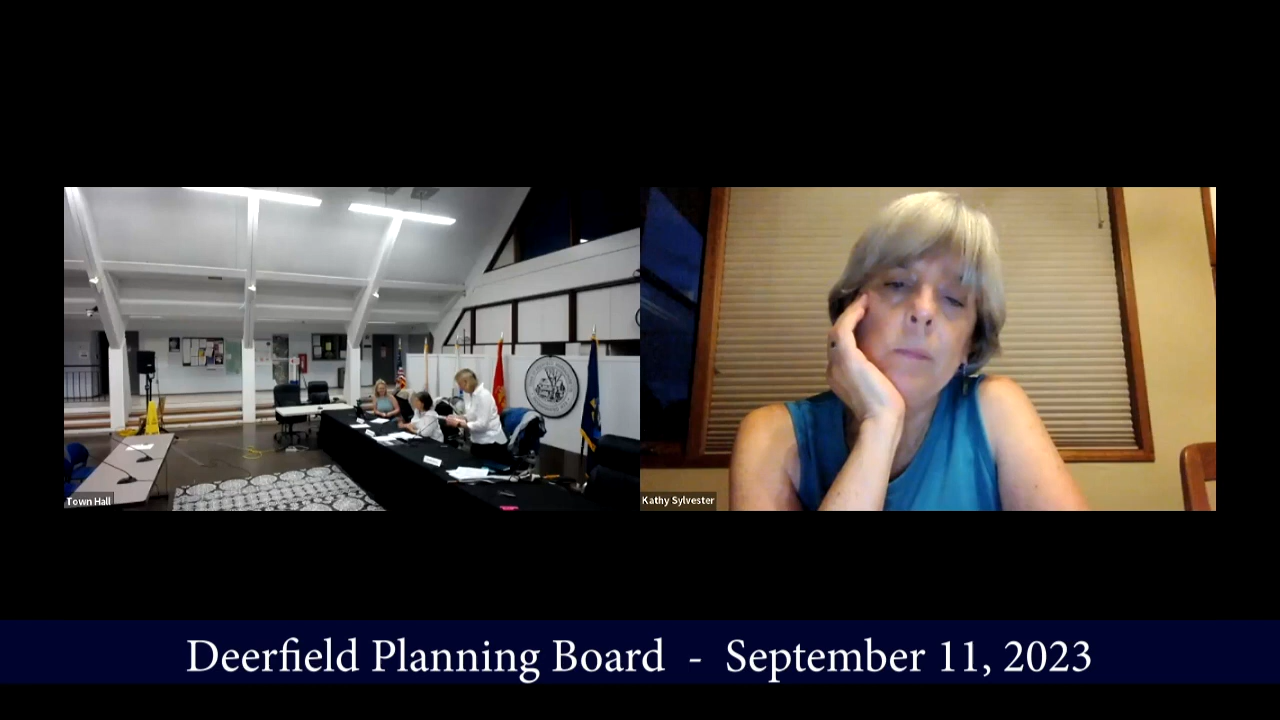 Town Hall
Kathy Sylvester
Deerfield Planning Board - September 11, 2023